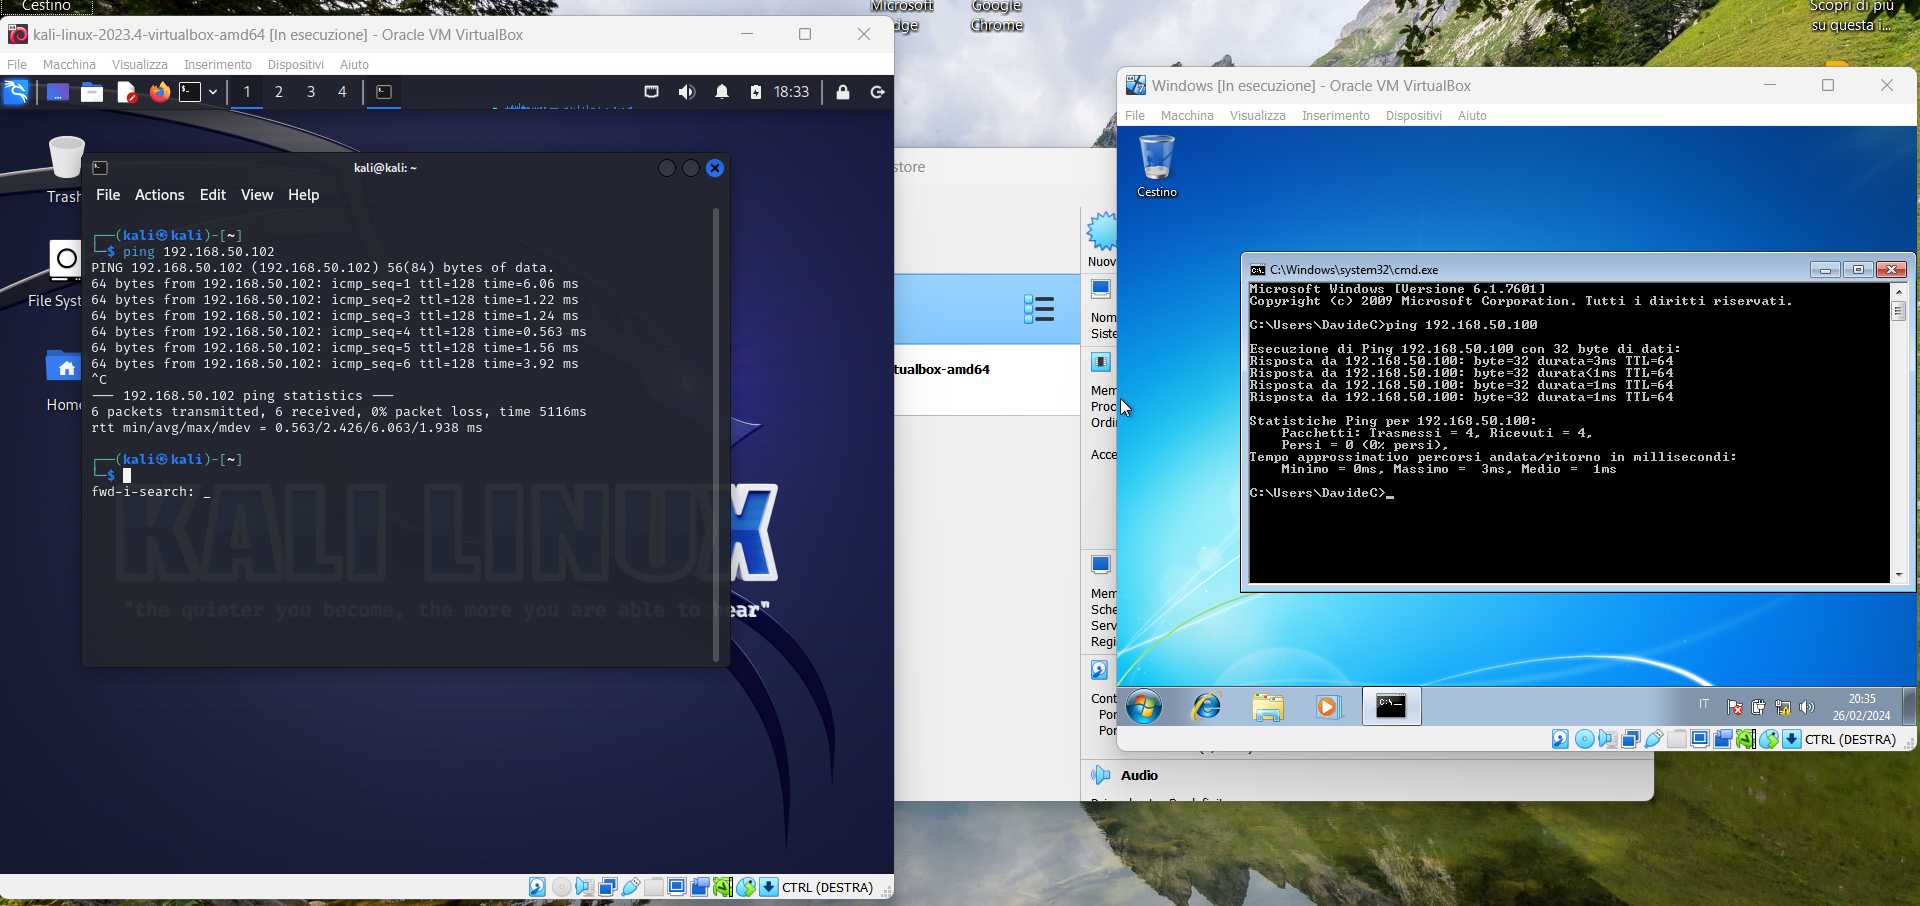 Cestino
Microsoft
dge
Google
Chrome
Scopri di più
su questa i...
kali-linux-2023.4-virtualbox-amd64 [In esecuzione] - Oracle VM VirtualBox
File Macchina Visualizza Inserimento Dispositivi Aiuto
1 2 3 4 18:33
Trash
File Syst
Home
kali@kali: ~
File Actions Edit View Help
┌──(kali㉿kali)-[~]
└─$ ping 192.168.50.102
PING 192.168.50.102 (192.168.50.102) 56(84) bytes of data.
64 bytes from 192.168.50.102: icmp_seq=1 ttl=128 time=6.06 ms
64 bytes from 192.168.50.102: icmp_seq=2 ttl=128 time=1.22 ms
64 bytes from 192.168.50.102: icmp_seq=3 ttl=128 time=1.24 ms
64 bytes from 192.168.50.102: icmp_seq=4 ttl=128 time=0.563 ms
64 bytes from 192.168.50.102: icmp_seq=5 ttl=128 time=1.56 ms
64 bytes from 192.168.50.102: icmp_seq=6 ttl=128 time=3.92 ms
^C
--- 192.168.50.102 ping statistics ---
6 packets transmitted, 6 received, 0% packet loss, time 5116ms
rtt min/avg/max/mdev = 0.563/2.426/6.063/1.938 ms
┌──(kali㉿kali)-[~]
└─$
fwd-i-search: _
KALI LINUX
"the quieter you become, the more you are able to hear"
CTRL (DESTRA)
store
tualbox-amd64
Nuov
Nom
Siste
Mem
Proc
Ordin
Acce
Mem
Sche
Serv
Regi
Cont
Por
Por
Audio
Windows [In esecuzione] - Oracle VM VirtualBox
File Macchina Visualizza Inserimento Dispositivi Aiuto
Cestino
C:\Windows\system32\cmd.exe
Microsoft Windows [Versione 6.1.7601]
Copyright (c) 2009 Microsoft Corporation. Tutti i diritti riservati.
C:\Users\DavideC>ping 192.168.50.100
Esecuzione di Ping 192.168.50.100 con 32 byte di dati:
Risposta da 192.168.50.100: byte=32 durata=3ms TTL=64
Risposta da 192.168.50.100: byte=32 durata<1ms TTL=64
Risposta da 192.168.50.100: byte=32 durata=1ms TTL=64
Risposta da 192.168.50.100: byte=32 durata=1ms TTL=64
Statistiche Ping per 192.168.50.100:
Pacchetti: Trasmessi = 4, Ricevuti = 4,
Persi = 0 (0% persi),
Tempo approssimativo percorsi andata/ritorno in millisecondi:
Minimo = 0ms, Massimo = 3ms, Medio = 1ms
C:\Users\DavideC>_
IT
20:35
26/02/2024
CTRL (DESTRA)